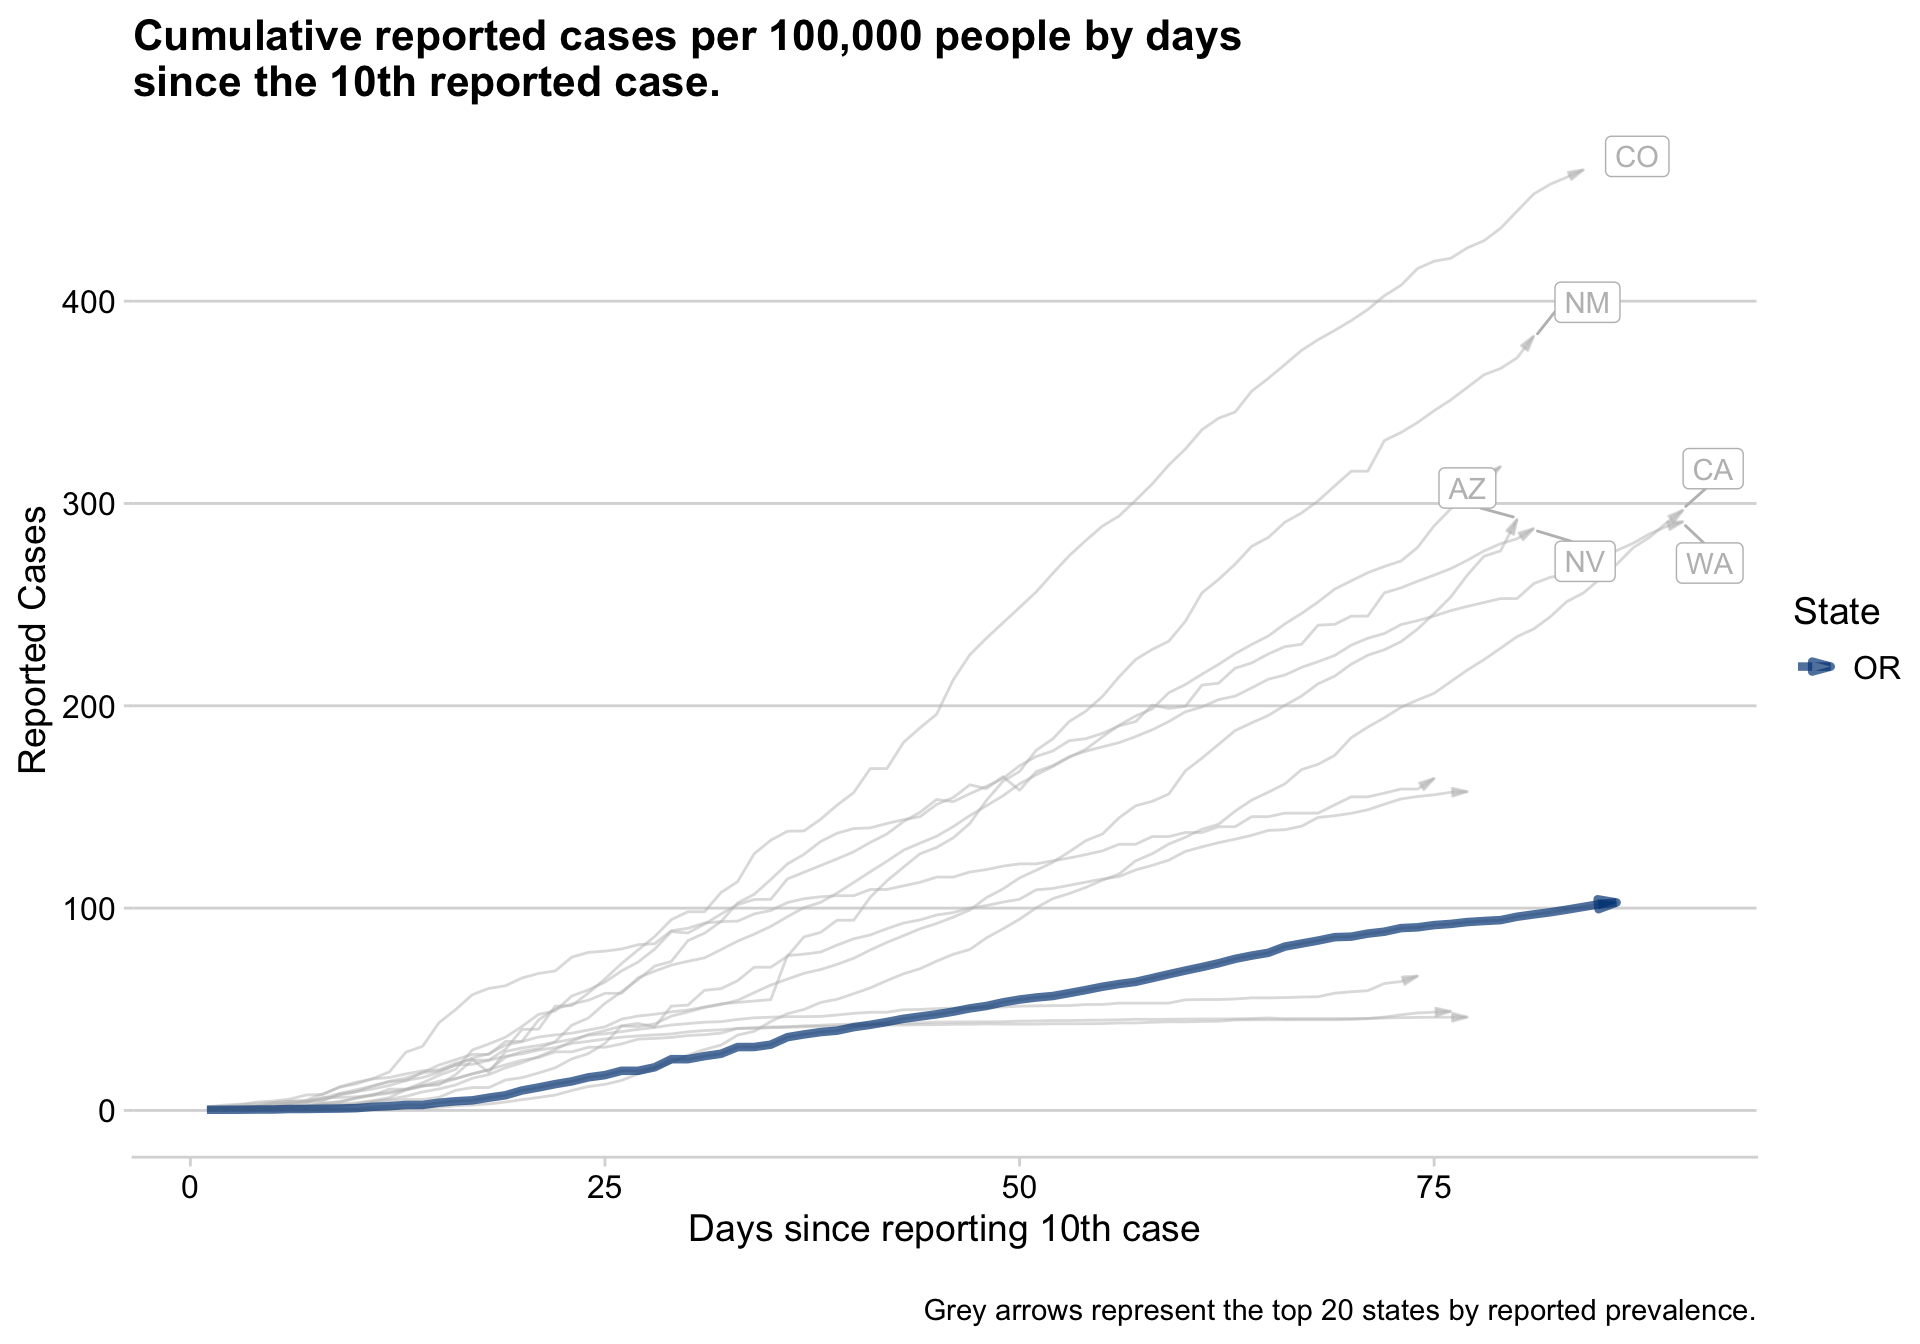 Cumulative reported cases per 100,000 people by days
since the 10th reported case.
CO
400
NM
CA
AZ
300
NV
WA
State
OR
Reported Cases
200
100
0
0
25
50
75
Days since reporting 10th case
Grey arrows represent the top 20 states by reported prevalence.